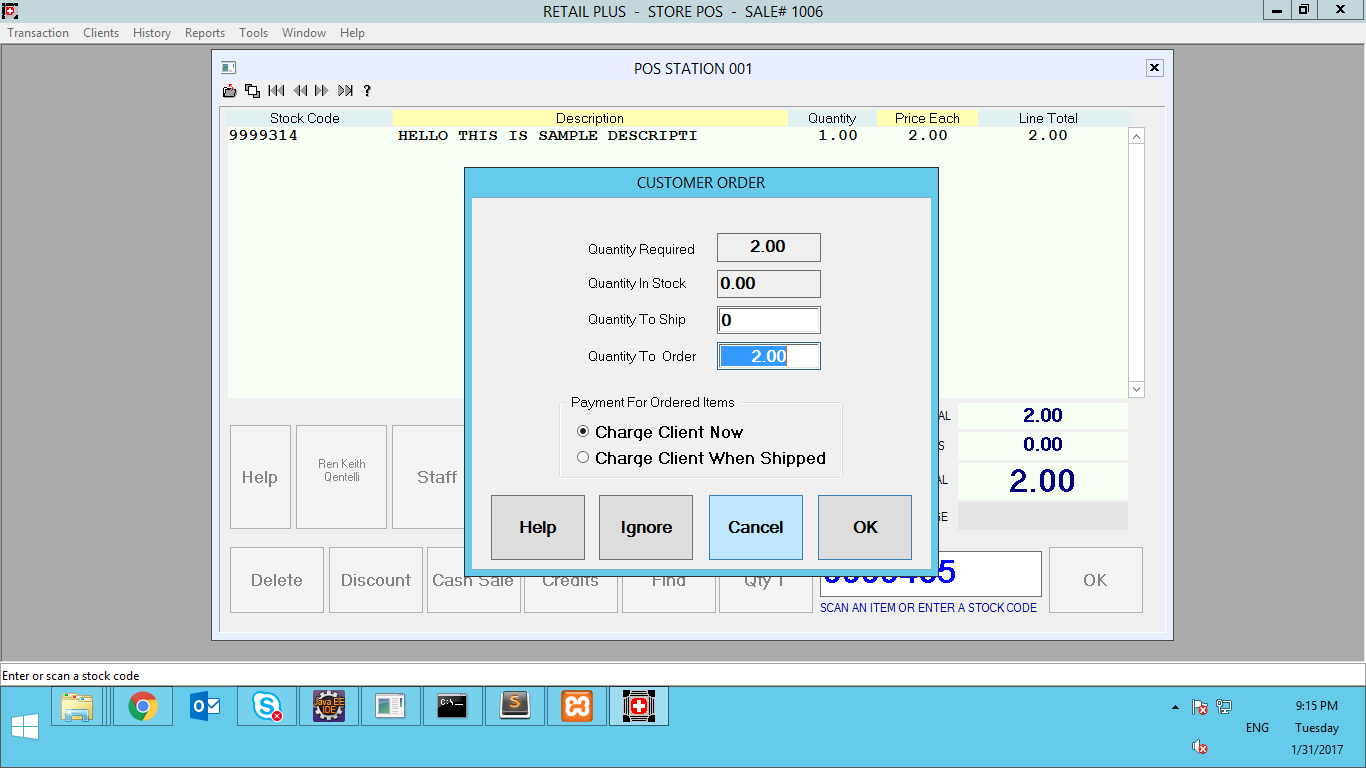 RETAIL PLUS - STORE POS - SALE# 1006
Transaction Clients History Reports Tools Window Help
POS STATION 001
?
Stock Code Description Quantity Price Each Line Total
9999314 HELLO THIS IS SAMPLE DESCRIPTI 1.00 2.00 2.00
CUSTOMER ORDER
Quantity Required 2.00
Quantity In Stock 0.00
Quantity To Ship 0
Quantity To Order 2.00
Payment For Ordered Items
Charge Client Now
Charge Client When Shipped
Help Ignore Cancel OK
AL 2.00
S 0.00
AL 2.00
GE
Help Ren Keith
Qentelli
Staff
Delete Discount Cash Sale Credits Find Qty 1
OK
SCAN AN ITEM OR ENTER A STOCK CODE
Enter or scan a stock code
Java EE
IDE
C:\>_
S
9:15 PM
ENG Tuesday
1/31/2017